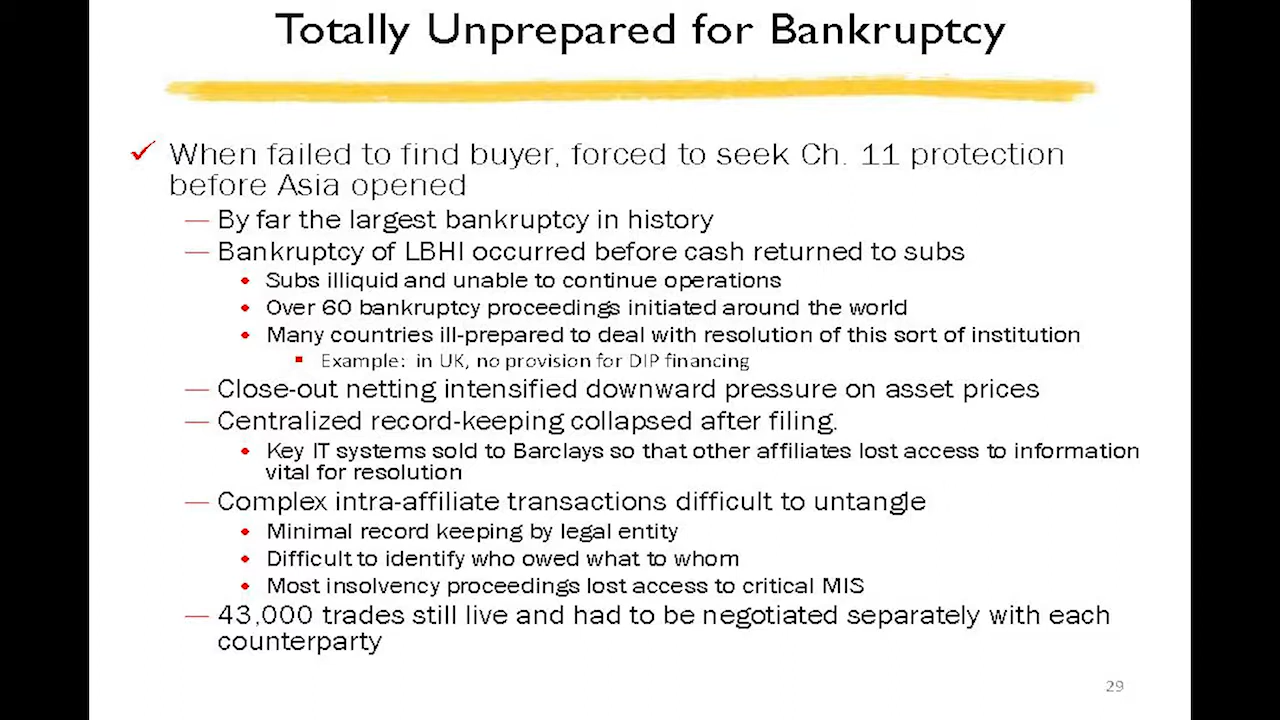 Totally Unprepared for Bankruptcy
✓ When failed to find buyer, forced to seek Ch. 11 protection
before Asia opened
— By far the largest bankruptcy in history
— Bankruptcy of LBHI occurred before cash returned to subs
• Subs illiquid and unable to continue operations
• Over 60 bankruptcy proceedings initiated around the world
• Many countries ill-prepared to deal with resolution of this sort of institution
▪ Example: in UK, no provision for DIP financing
— Close-out netting intensified downward pressure on asset prices
— Centralized record-keeping collapsed after filing.
• Key IT systems sold to Barclays so that other affiliates lost access to information
vital for resolution
— Complex intra-affiliate transactions difficult to untangle
• Minimal record keeping by legal entity
• Difficult to identify who owed what to whom
• Most insolvency proceedings lost access to critical MIS
— 43,000 trades still live and had to be negotiated separately with each
counterparty
29